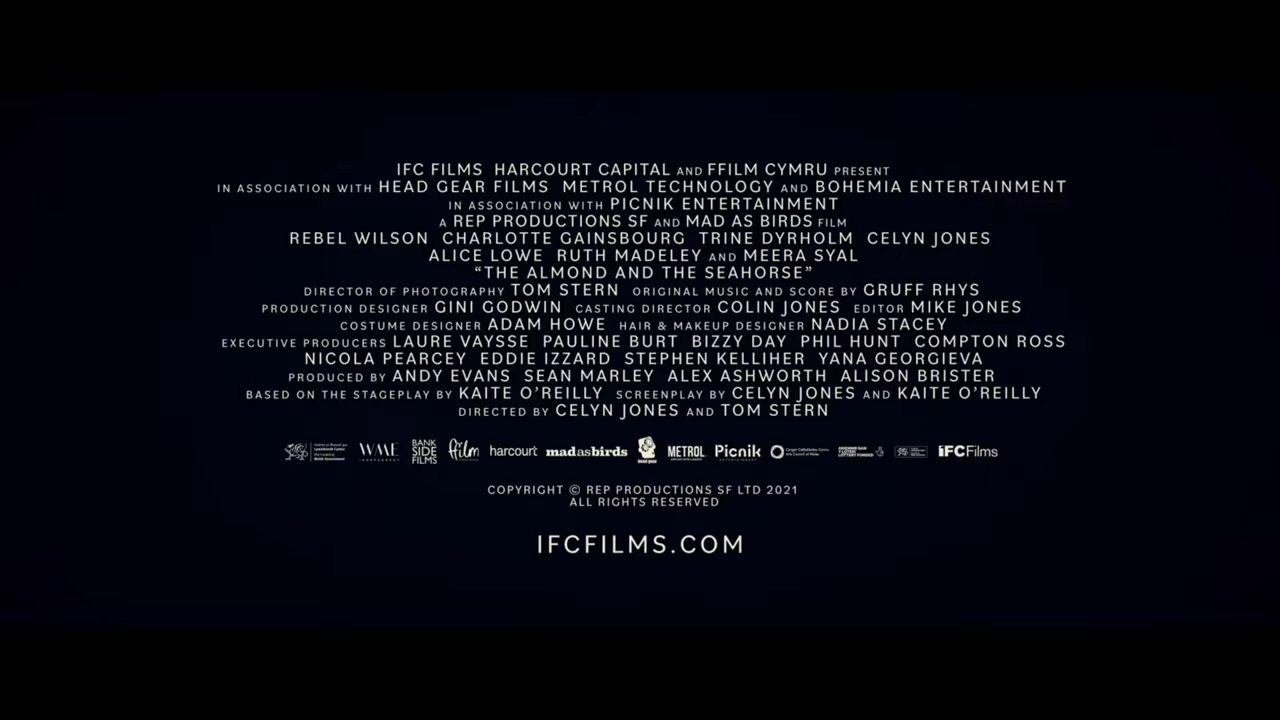 IFC FILMS HARCOURT CAPITAL AND FFILM CYMRU PRESENT
IN ASSOCIATION WITH HEAD GEAR FILMS METROL TECHNOLOGY AND BOHEMIA ENTERTAINMENT
IN ASSOCIATION WITH PICNIK ENTERTAINMENT
A REP PRODUCTIONS SF AND MAD AS BIRDS FILM
REBEL WILSON CHARLOTTE GAINSBOURG TRINE DYRHOLM CELYN JONES
ALICE LOWE RUTH MADELEY AND MEERA SYAL
“THE ALMOND AND THE SEAHORSE”
DIRECTOR OF PHOTOGRAPHY TOM STERN ORIGINAL MUSIC AND SCORE BY GRUFF RHYS
PRODUCTION DESIGNER GINI GODWIN CASTING DIRECTOR COLIN JONES EDITOR MIKE JONES
COSTUME DESIGNER ADAM HOWE HAIR & MAKEUP DESIGNER NADIA STACEY
EXECUTIVE PRODUCERS LAURE VAYSSE PAULINE BURT BIZZY DAY PHIL HUNT COMPTON ROSS
NICOLA PEARCEY EDDIE IZZARD STEPHEN KELLIHER YANA GEORGIEVA
PRODUCED BY ANDY EVANS SEAN MARLEY ALEX ASHWORTH ALISON BRISTER
BASED ON THE STAGEPLAY BY KAITE O’REILLY SCREENPLAY BY CELYN JONES AND KAITE O’REILLY
DIRECTED BY CELYN JONES AND TOM STERN
WME INDEPENDENT BANK SIDE FILMS ffilm harcourt madasbirds head gear METROL Picnik ENTERTAINMENT IFC Films
COPYRIGHT © REP PRODUCTIONS SF LTD 2021
ALL RIGHTS RESERVED
IFCFILMS.COM